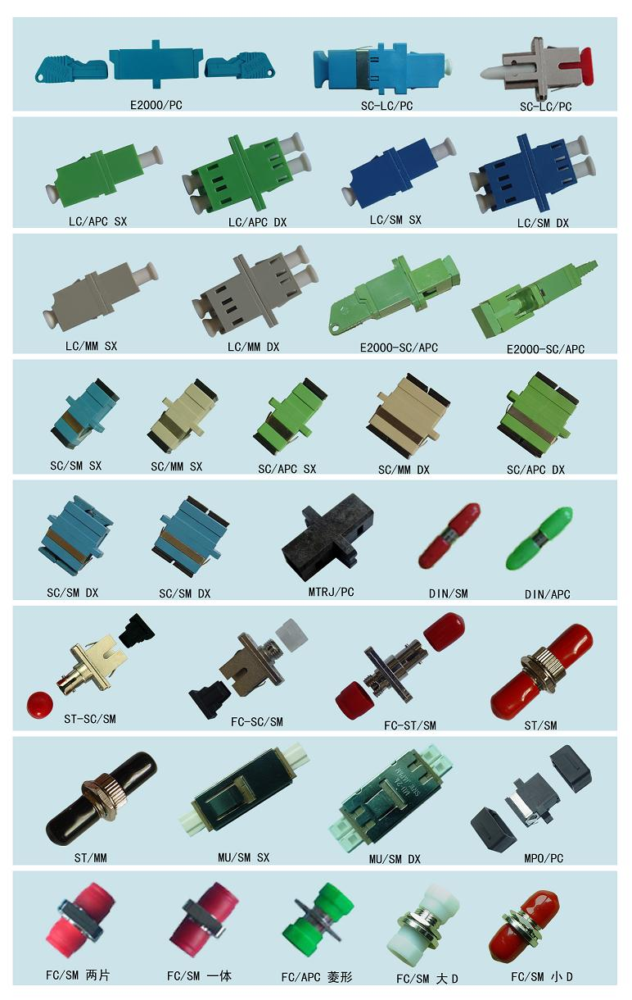 E2000/PC
SC-LC/PC
SC-LC/PC
LC/APC SX
LC/APC DX
LC/SM SX
LC/SM DX
LC/MM SX
LC/MM DX
E2000-SC/APC
E2000-SC/APC
SC/SM SX
SC/MM SX
SC/APC SX
SC/MM DX
SC/APC DX
SC/SM DX
SC/SM DX
MTRJ/PC
DIN/SM
DIN/APC
ST-SC/SM
FC-SC/SM
FC-ST/SM
ST/SM
ST/MM
MU/SM SX
MU-2A
MU/SM DX
MPO/PC
FC/SM 两片
FC/SM 一体
FC/APC 菱形
FC/SM 大D
FC/SM 小D